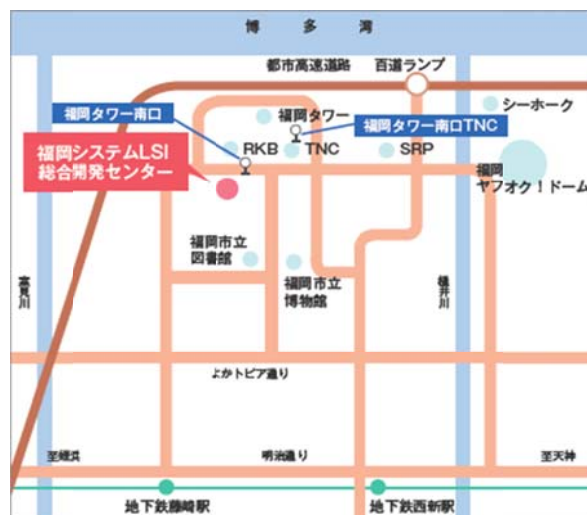 博多湾
都市高速道路
百道ランプ
シーホーク
福岡タワー南口
福岡タワー
福岡タワー南口TNC
福岡システムLSI
総合開発センター
RKB
TNC
SRP
福岡
ヤフオク!ドーム
福岡市立
図書館
福岡市立
博物館
室見川
樋井川
よかトピア通り
至姪浜
明治通り
至天神
地下鉄藤崎駅
地下鉄西新駅